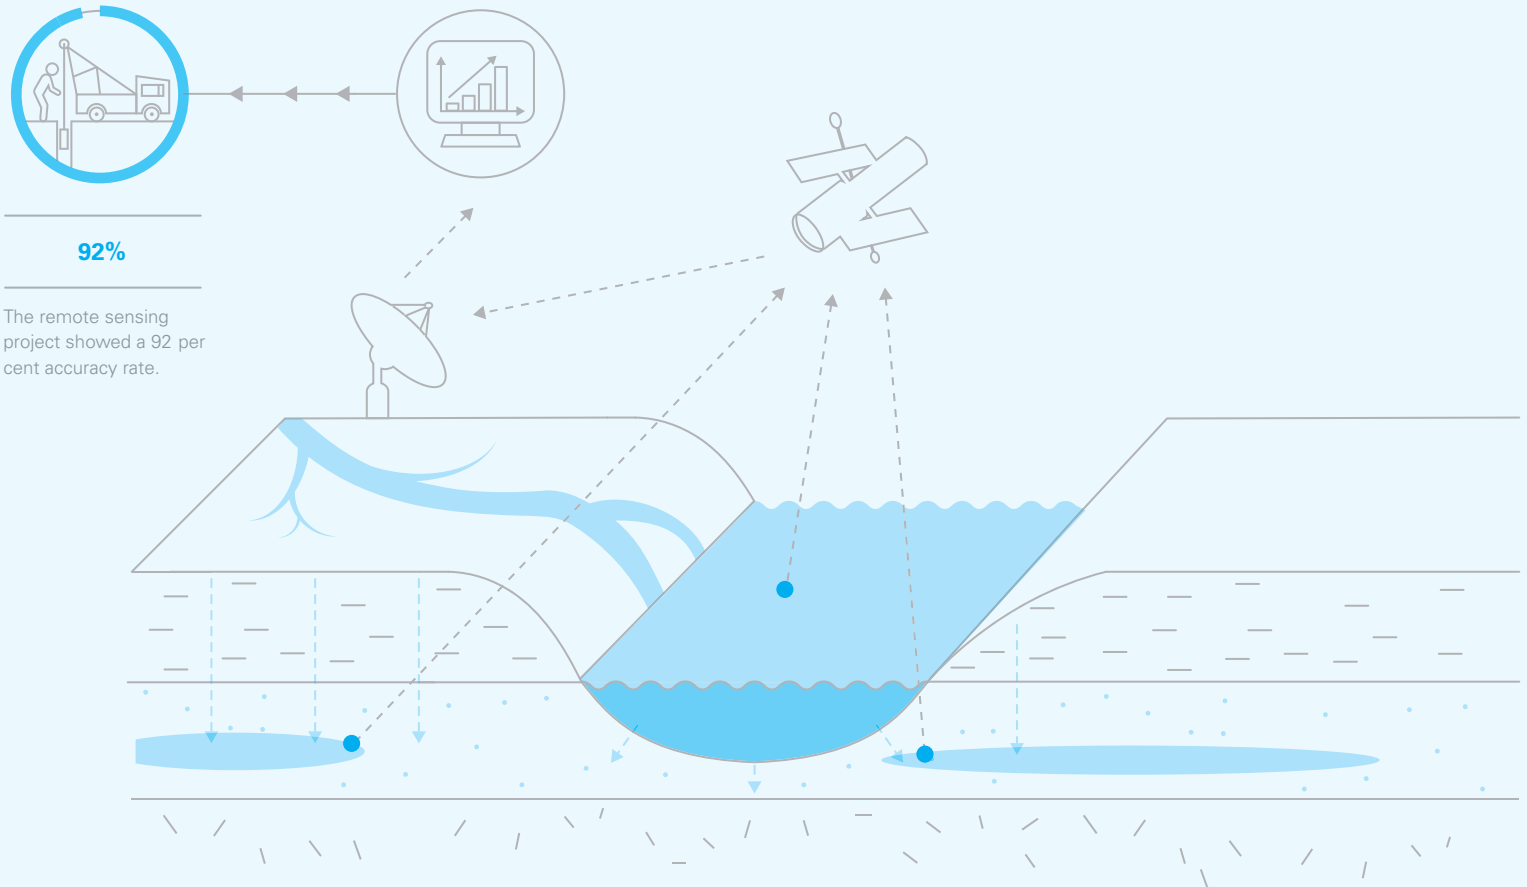 92%
The remote sensing
project showed a 92 per
cent accuracy rate.